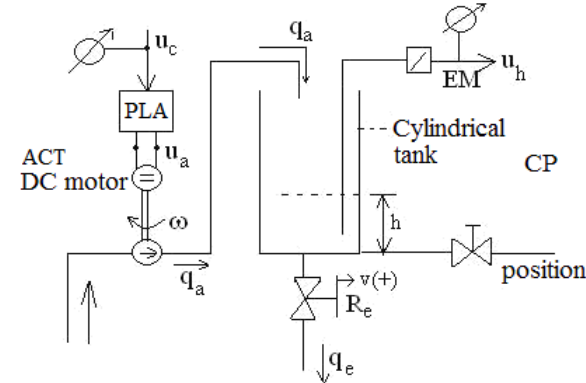 u_c
q_a
PLA
EM
u_h
u_a
ACT
DC motor
Cylindrical
tank
CP
ω
h
q_a
v(+)
R_e
position
q_e